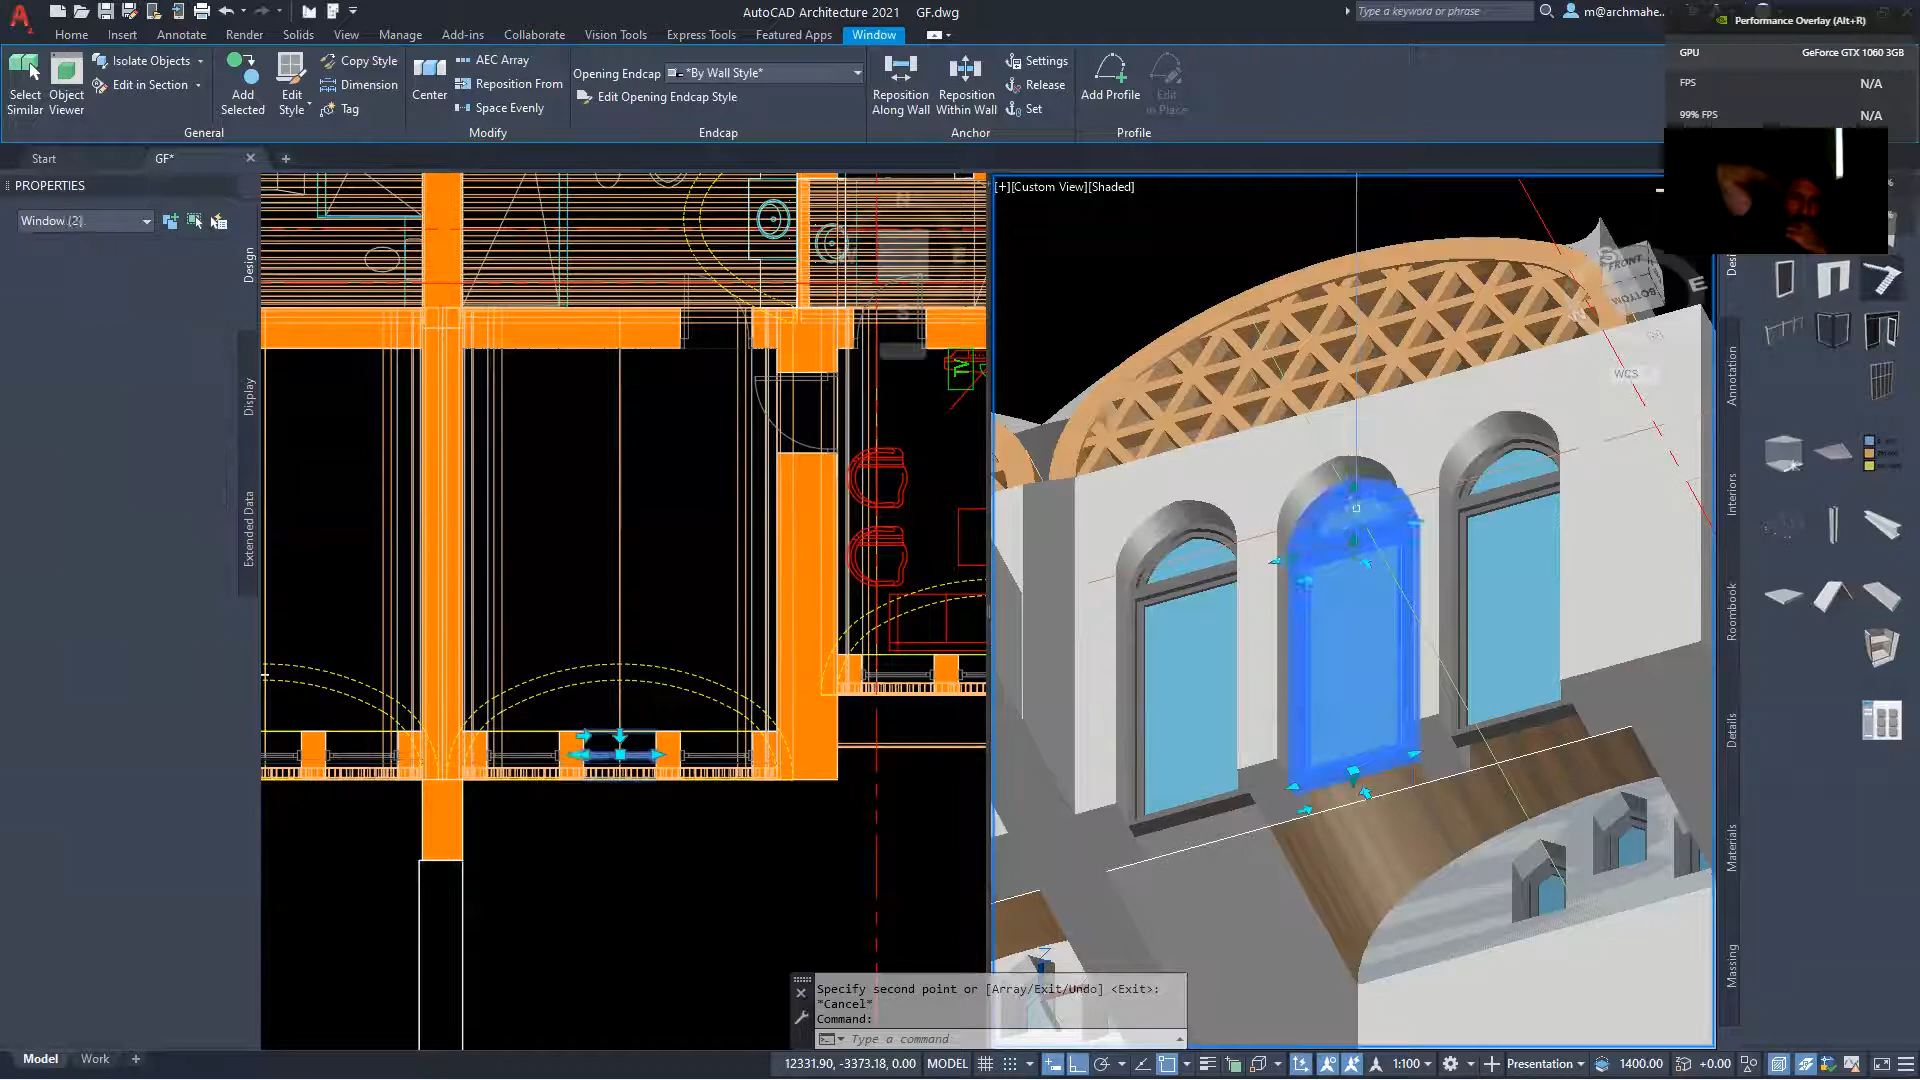 AutoCAD Architecture 2021 GF.dwg
Type a keyword or phrase
m@archmahe...
Performance Overlay (Alt+R)
Home Insert Annotate Render Solids View Manage Add-ins Collaborate Vision Tools Express Tools Featured Apps Window
GPU GeForce GTX 1060 3GB
FPS N/A
99% FPS N/A
Select Similar
Object Viewer
Isolate Objects
Edit in Section
Add Selected
Edit Style
Copy Style
Dimension
Tag
Center
AEC Array
Reposition From
Space Evenly
Opening Endcap *By Wall Style*
Edit Opening Endcap Style
Reposition Along Wall
Reposition Within Wall
Settings
Release
Set
Add Profile
Edit In Place
General Modify Endcap Anchor Profile
Start GF*
PROPERTIES
Window (2)
Design
Display
Extended Data
[+][Custom View][Shaded]
N
S
TV
S
FRONT
BOTTOM
E
W
WCS
Annotation
Interiors
Roombook
Details
Materials
Massing
Specify second point or [Array/Exit/Undo] <Exit>:
*Cancel*
Command:
Type a command
Model Work
12331.90, -3373.18, 0.00 MODEL
1:100
Presentation
1400.00
+0.00